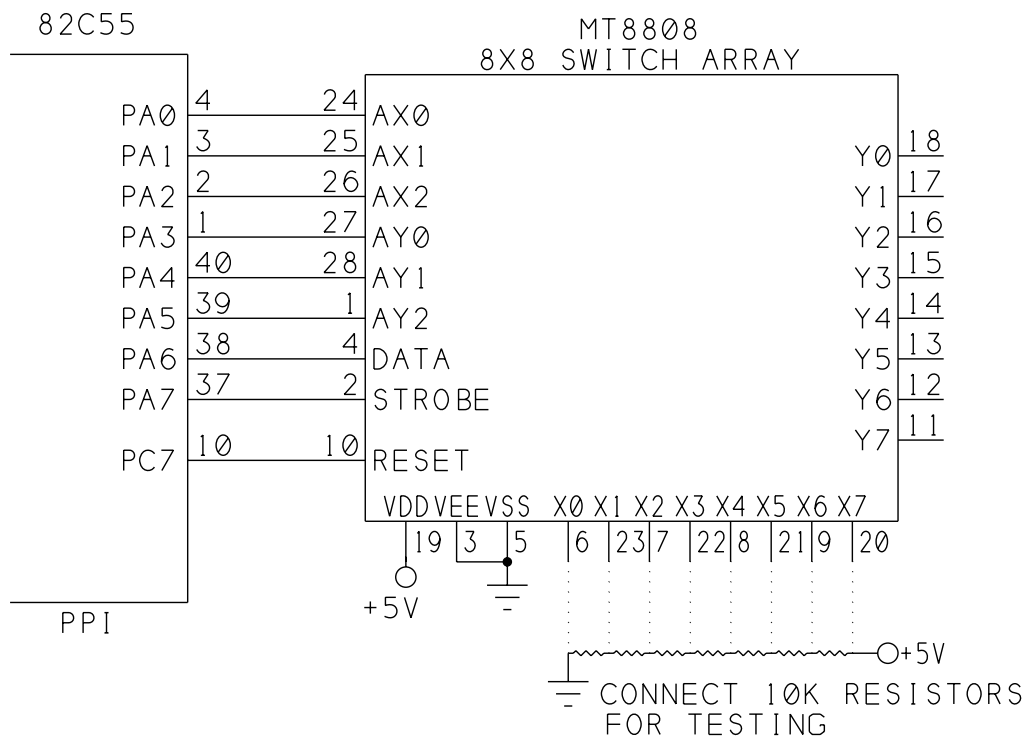 82C55
MT8808
8X8 SWITCH ARRAY
PA0 4 24 AX0
PA1 3 25 AX1
PA2 2 26 AX2
PA3 1 27 AY0
PA4 40 28 AY1
PA5 39 1 AY2
PA6 38 4 DATA
PA7 37 2 STROBE
PC7 10 10 RESET
Y0 18
Y1 17
Y2 16
Y3 15
Y4 14
Y5 13
Y6 12
Y7 11
VDD VEE VSS X0 X1 X2 X3 X4 X5 X6 X7
19 3 5 6 23 7 22 8 21 9 20
+5V
PPI
+5V
CONNECT 10K RESISTORS
FOR TESTING